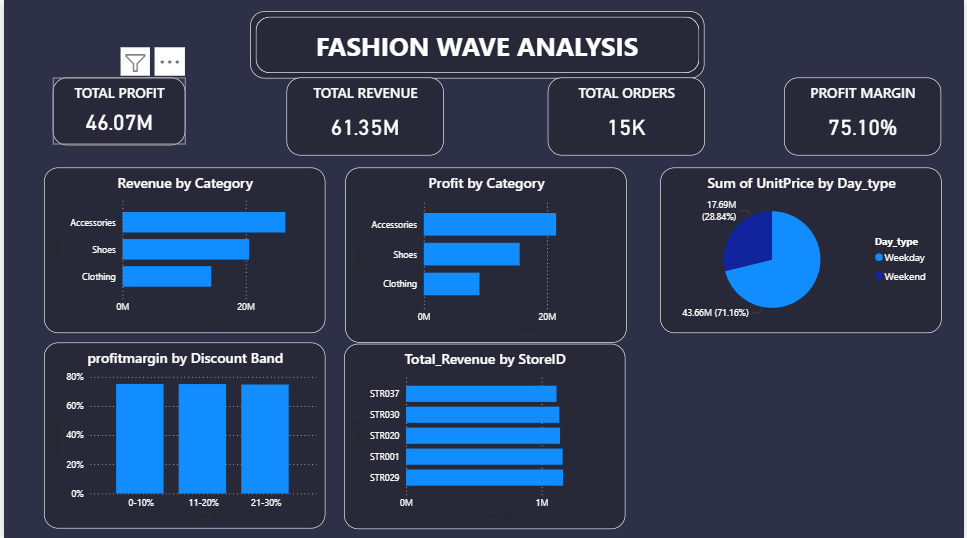 FASHION WAVE ANALYSIS
TOTAL PROFIT
46.07M
TOTAL REVENUE
61.35M
TOTAL ORDERS
15K
PROFIT MARGIN
75.10%
Revenue by Category
Accessories
Shoes
Clothing
0M 20M
Profit by Category
Accessories
Shoes
Clothing
0M 20M
Sum of UnitPrice by Day_type
17.69M
(28.84%)
43.66M (71.16%)
Day_type
Weekday
Weekend
profitmargin by Discount Band
80%
60%
40%
20%
0%
0-10% 11-20% 21-30%
Total_Revenue by StoreID
STR037
STR030
STR020
STR001
STR029
0M 1M